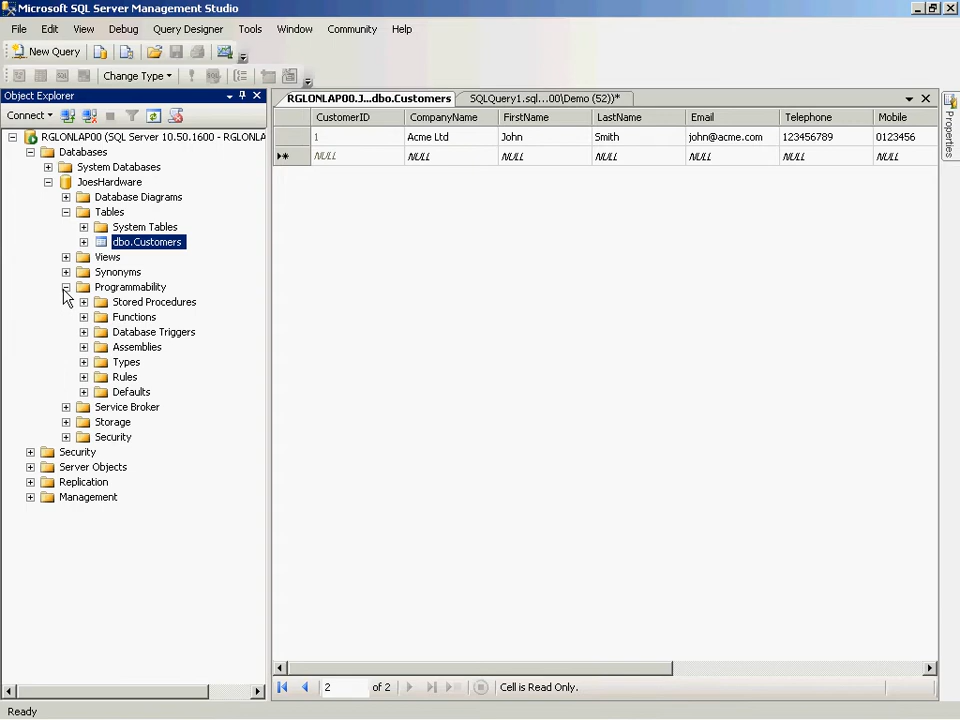 Microsoft SQL Server Management Studio
File Edit View Debug Query Designer Tools Window Community Help
New Query
Change Type
Object Explorer
Connect
RGLONLAP00 (SQL Server 10.50.1600 - RGLONLA
Databases
System Databases
JoesHardware
Database Diagrams
Tables
System Tables
dbo.Customers
Views
Synonyms
Programmability
Stored Procedures
Functions
Database Triggers
Assemblies
Types
Rules
Defaults
Service Broker
Storage
Security
Security
Server Objects
Replication
Management
RGLONLAP00.J...dbo.Customers SQLQuery1.sql...00\Demo (52))*
CustomerID CompanyName FirstName LastName Email Telephone Mobile
1 Acme Ltd John Smith john@acme.com 123456789 0123456
NULL NULL NULL NULL NULL NULL NULL
2 of 2 Cell is Read Only.
Properties
Ready